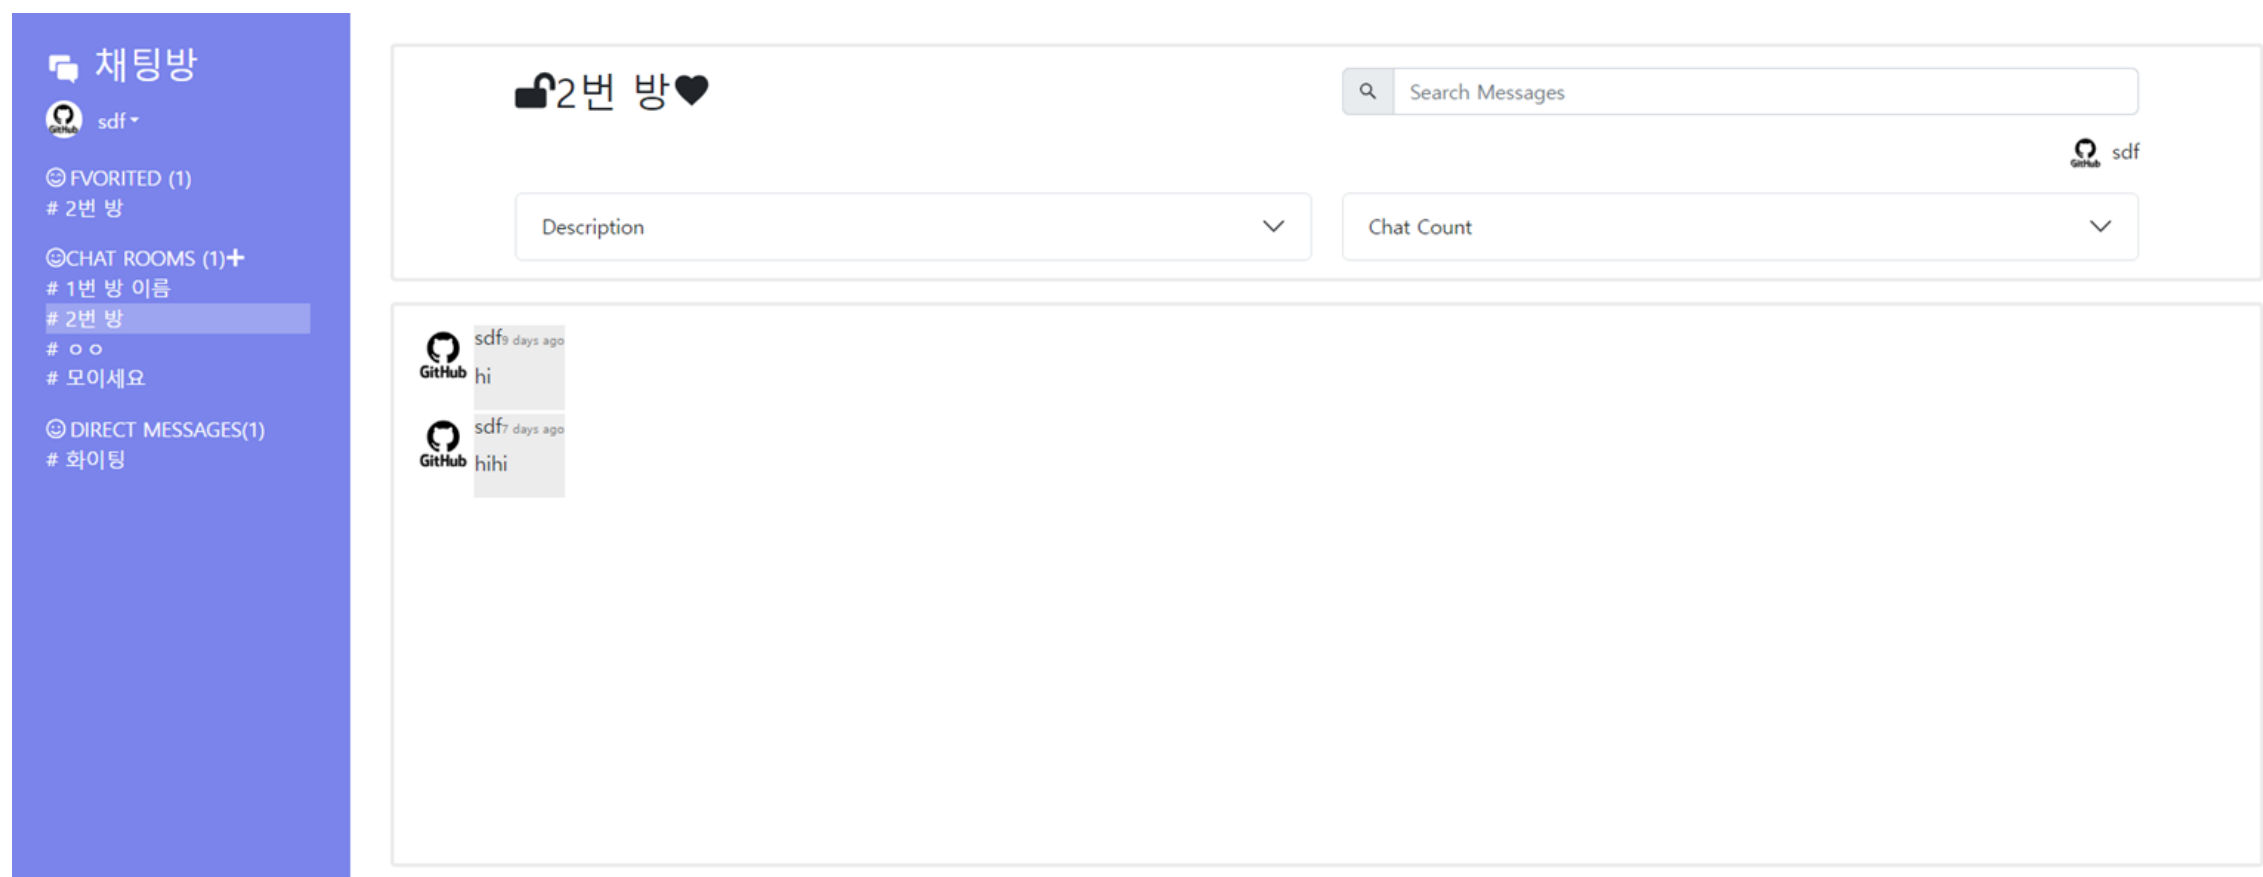 채팅방
GitHub
sdf
FVORITED (1)
# 2번 방
CHAT ROOMS (1)+
# 1번 방 이름
# 2번 방
# ㅇㅇ
# 모이세요
DIRECT MESSAGES(1)
# 화이팅
2번 방
Search Messages
GitHub sdf
Description
Chat Count
sdf9 days ago
GitHub
hi
sdf7 days ago
GitHub
hihi